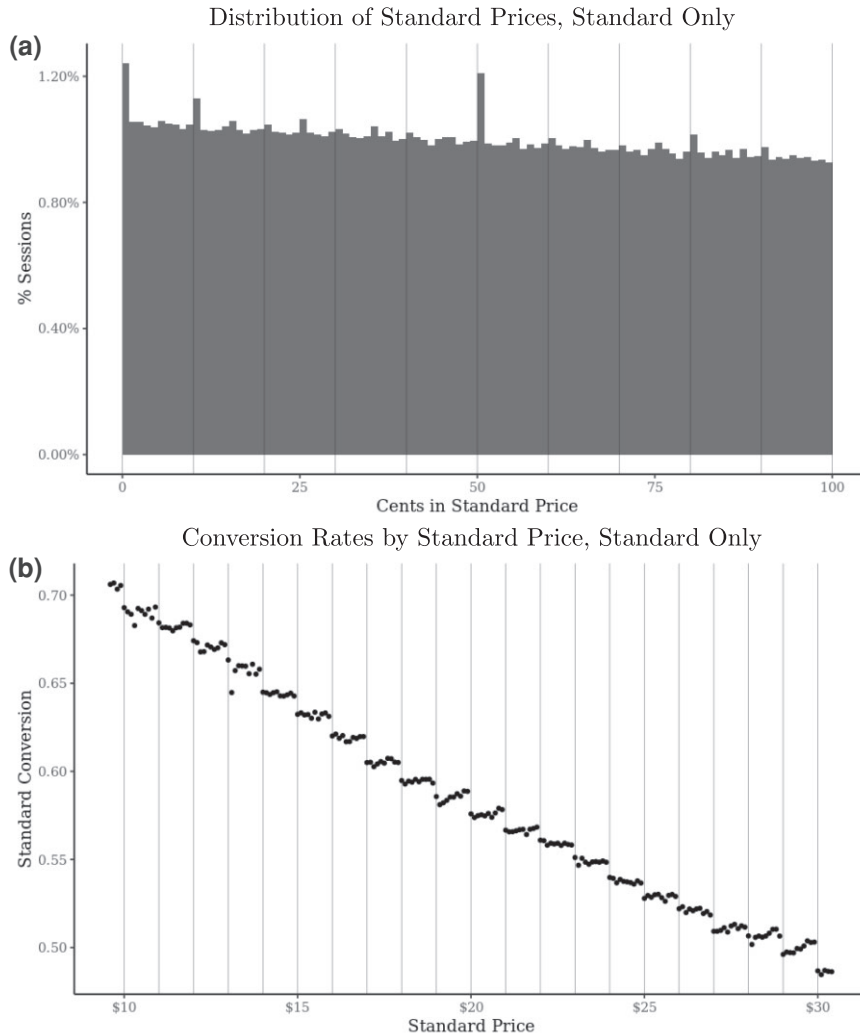 Distribution of Standard Prices, Standard Only
(a)
1.20%
0.80%
0.40%
0.00%
% Sessions
0
25
50
75
100
Cents in Standard Price
Conversion Rates by Standard Price, Standard Only
(b)
0.70
0.65
0.60
0.55
0.50
Standard Conversion
$10
$15
$20
$25
$30
Standard Price